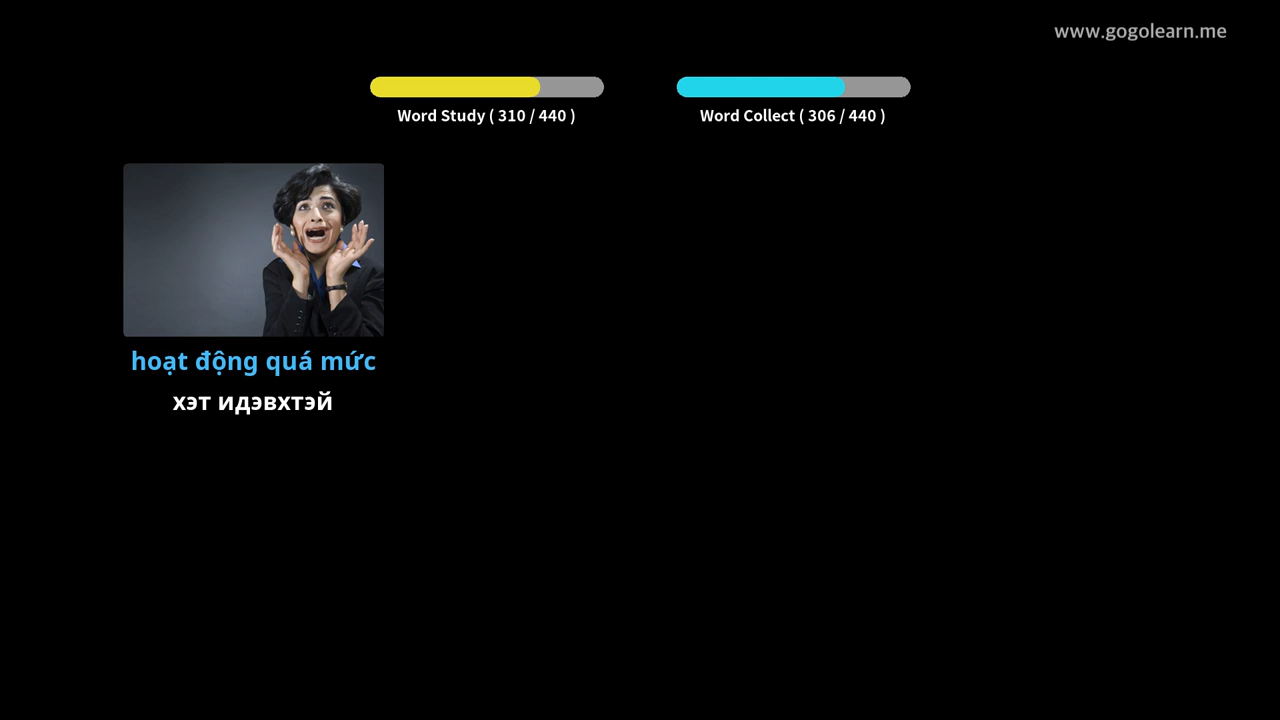 www.gogolearn.me
Word Study ( 310 / 440 )
Word Collect ( 306 / 440 )
hoạt động quá mức
хэт идэвхтэй